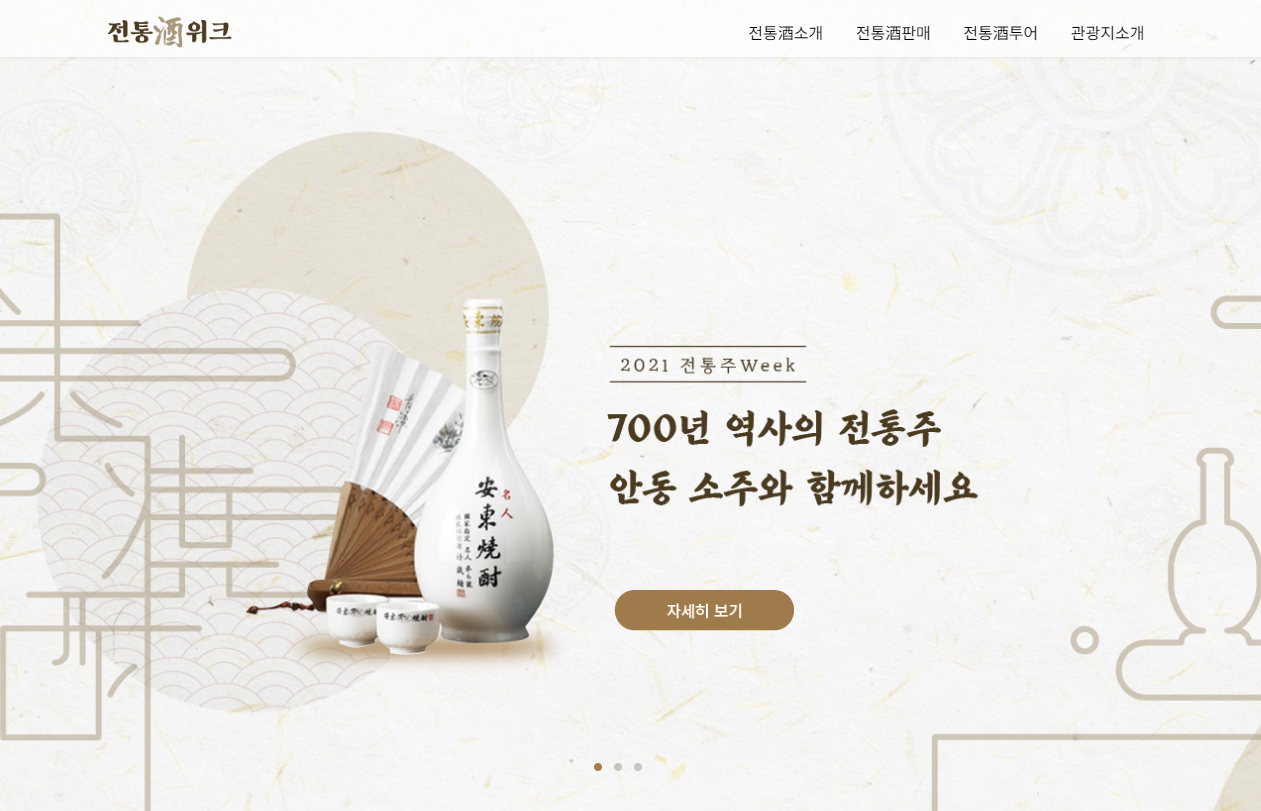 전통酒위크
전통酒소개 전통酒판매 전통酒투어 관광지소개
2021 전통주Week
700년 역사의 전통주
안동 소주와 함께하세요
자세히 보기
安東燒酎
名人